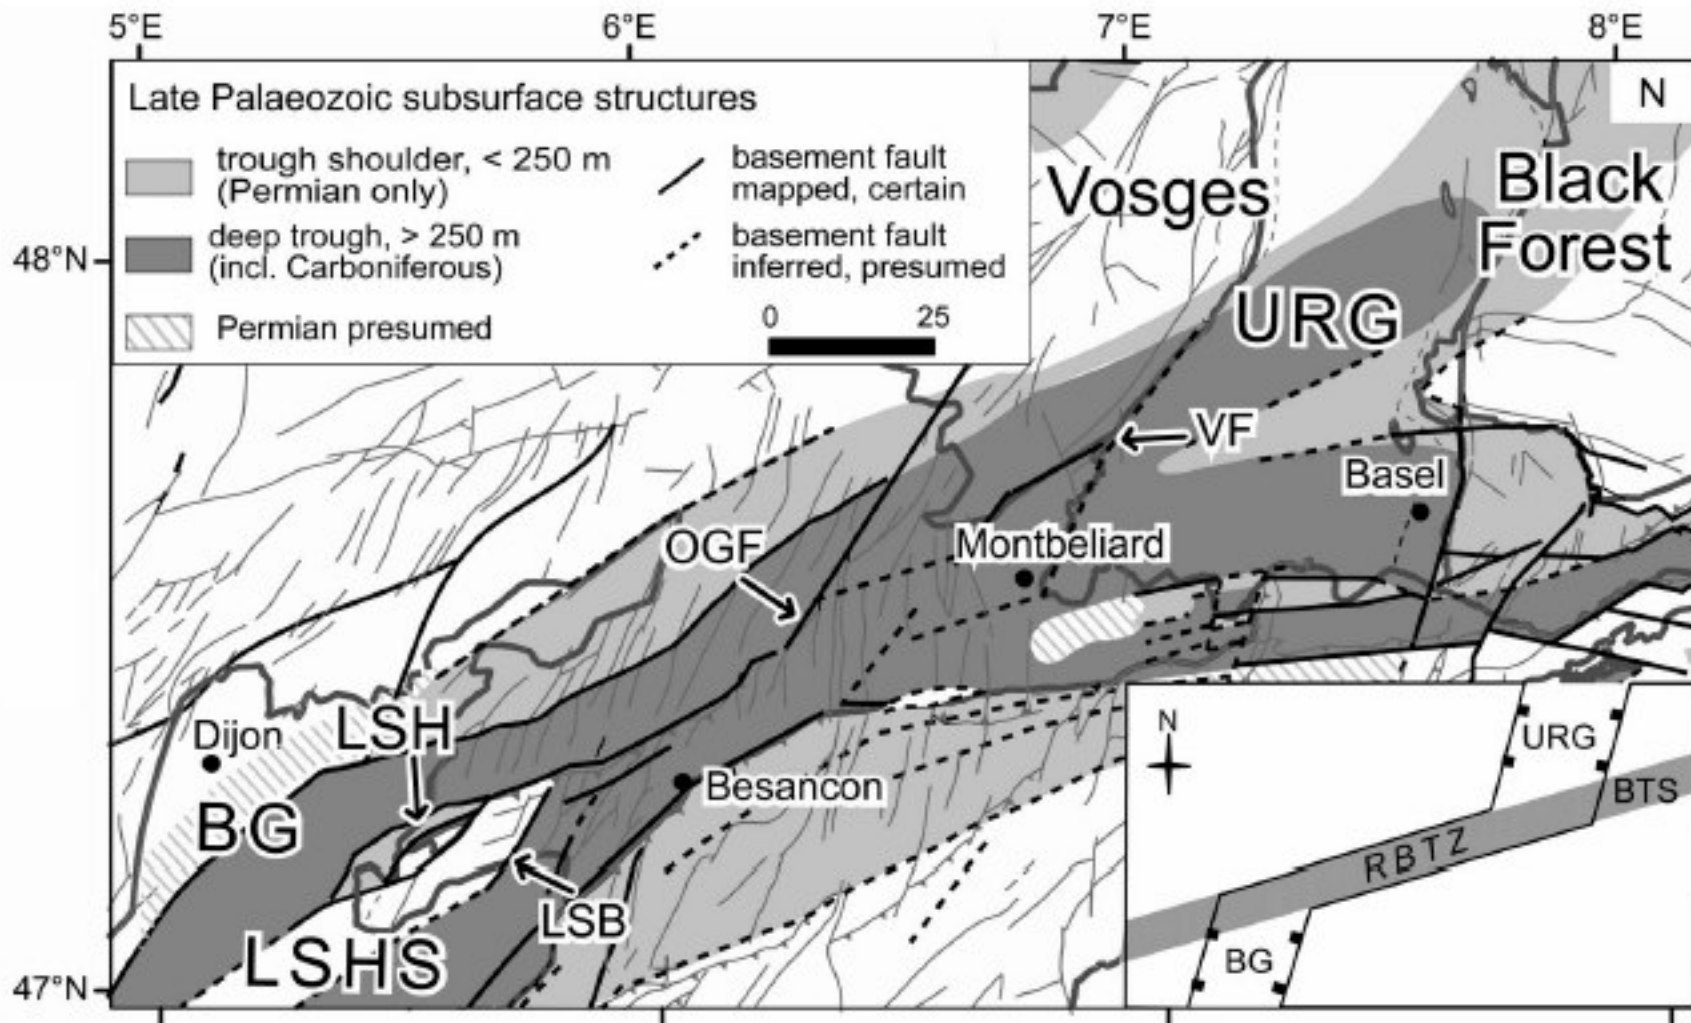 5°E
6°E
7°E
8°E
Late Palaeozoic subsurface structures
trough shoulder, < 250 m
(Permian only)
deep trough, > 250 m
(incl. Carboniferous)
Permian presumed
basement fault
mapped, certain
basement fault
inferred, presumed
0 25
N
Vosges
Black
Forest
48°N
URG
VF
Basel
OGF
Montbeliard
Dijon
LSH
Besancon
BG
LSB
LSHS
47°N
N
URG
BTS
RBTZ
BG